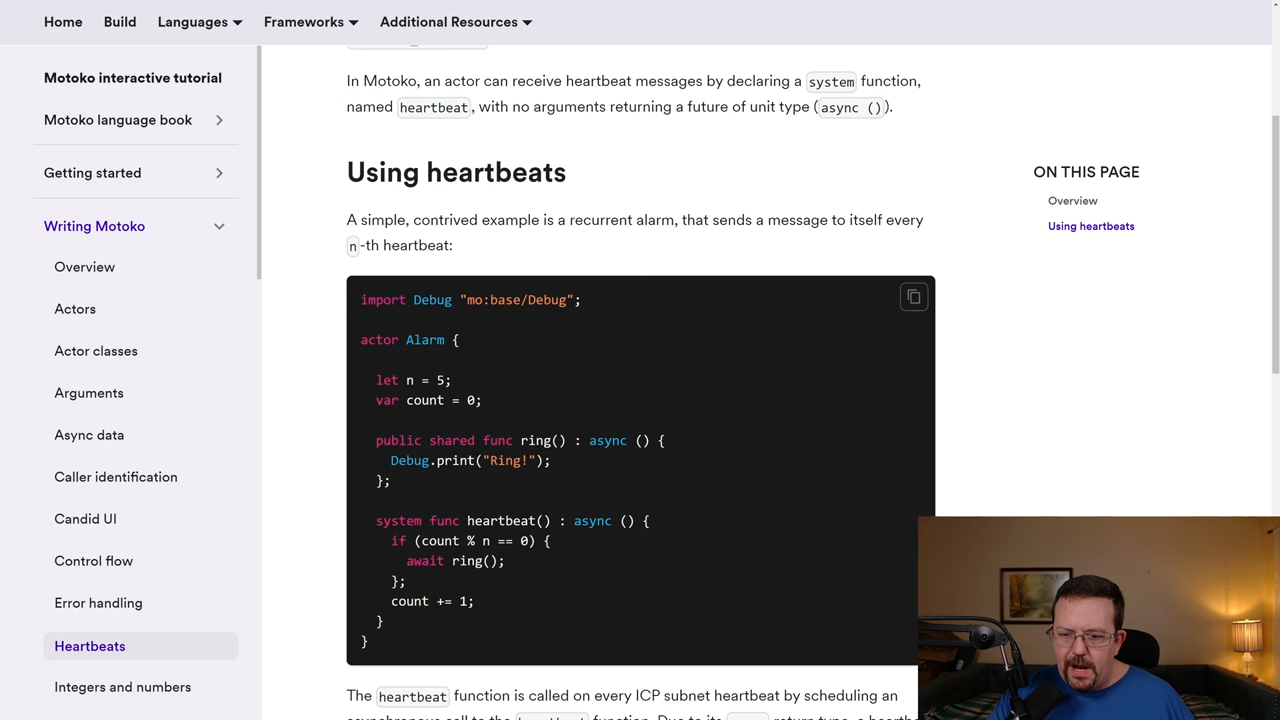 Home Build Languages Frameworks Additional Resources
Motoko interactive tutorial
Motoko language book
Getting started
Writing Motoko
Overview
Actors
Actor classes
Arguments
Async data
Caller identification
Candid UI
Control flow
Error handling
Heartbeats
Integers and numbers
In Motoko, an actor can receive heartbeat messages by declaring a system function,
named heartbeat, with no arguments returning a future of unit type (async ()).
Using heartbeats
A simple, contrived example is a recurrent alarm, that sends a message to itself every
n-th heartbeat:
import Debug "mo:base/Debug";
actor Alarm {
let n = 5;
var count = 0;
public shared func ring() : async () {
Debug.print("Ring!");
};
system func heartbeat() : async () {
if (count % n == 0) {
await ring();
};
count += 1;
}
}
The heartbeat function is called on every ICP subnet heartbeat by scheduling an
ON THIS PAGE
Overview
Using heartbeats